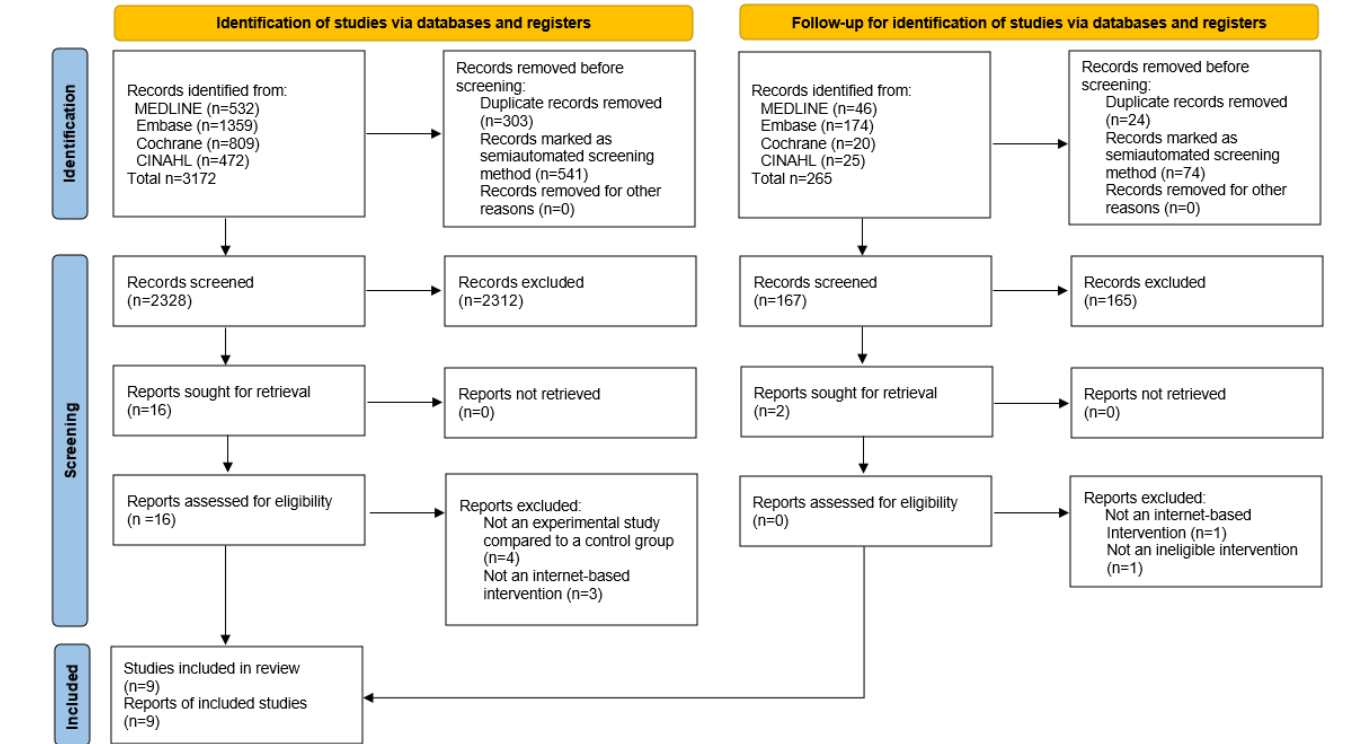 Identification of studies via databases and registers
Follow-up for identification of studies via databases and registers
Identification
Records identified from:
MEDLINE (n=532)
Embase (n=1359)
Cochrane (n=809)
CINAHL (n=472)
Total n=3172
Records removed before
screening:
Duplicate records removed
(n=303)
Records marked as
semiautomated screening
method (n=541)
Records removed for other
reasons (n=0)
Records identified from:
MEDLINE (n=46)
Embase (n=174)
Cochrane (n=20)
CINAHL (n=25)
Total n=265
Records removed before
screening:
Duplicate records removed
(n=24)
Records marked as
semiautomated screening
method (n=74)
Records removed for other
reasons (n=0)
Screening
Records screened
(n=2328)
Records excluded
(n=2312)
Records screened
(n=167)
Records excluded
(n=165)
Reports sought for retrieval
(n=16)
Reports not retrieved
(n=0)
Reports sought for retrieval
(n=2)
Reports not retrieved
(n=0)
Reports assessed for eligibility
(n =16)
Reports excluded:
Not an experimental study
compared to a control group
(n=4)
Not an internet-based
intervention (n=3)
Reports assessed for eligibility
(n=0)
Reports excluded:
Not an internet-based
Intervention (n=1)
Not an ineligible intervention
(n=1)
Included
Studies included in review
(n=9)
Reports of included studies
(n=9)